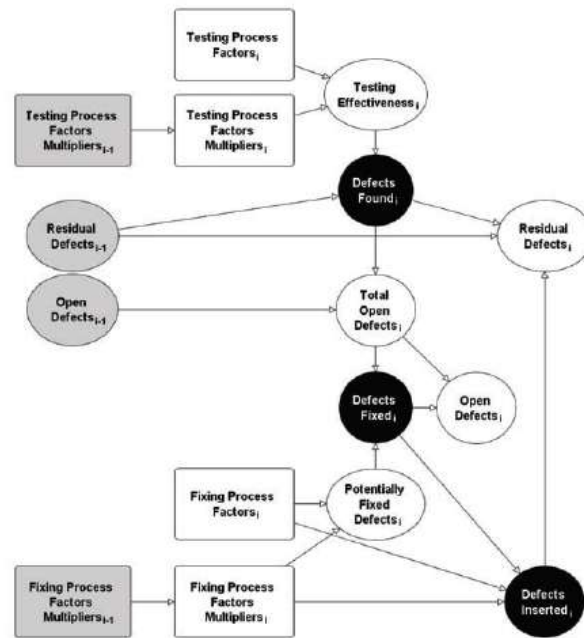 Testing Process
Factors i
Testing Process
Factors
Multipliers i-1
Testing Process
Factors
Multipliers i
Testing
Effectiveness i
Defects
Found i
Residual
Defects i-1
Residual
Defects i
Open
Defects i-1
Total
Open
Defects i
Defects
Fixed i
Open
Defects i
Fixing Process
Factors i
Potentially
Fixed
Defects i
Fixing Process
Factors
Multipliers i-1
Fixing Process
Factors
Multipliers i
Defects
Inserted i